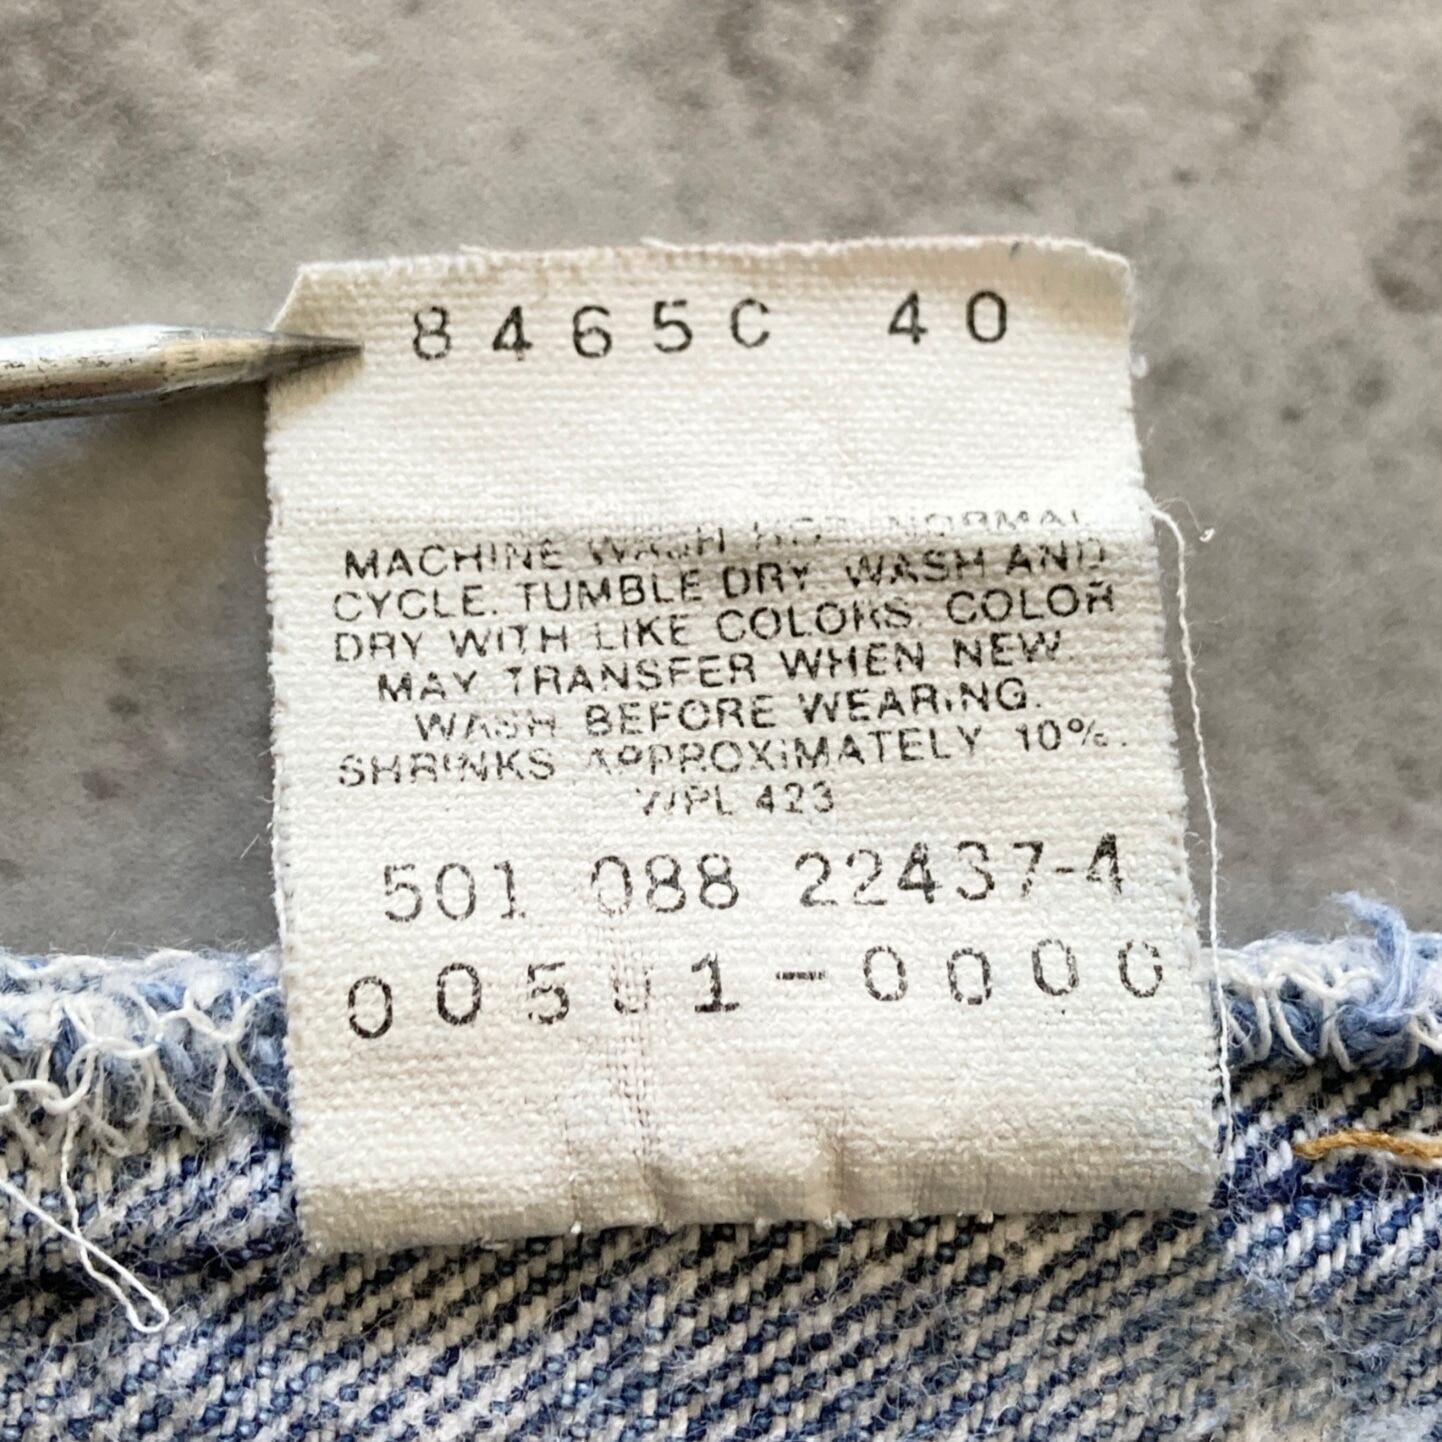 8465C 40
MACHINE WASH HOT NORMAL
CYCLE. TUMBLE DRY. WASH AND
DRY WITH LIKE COLORS. COLOR
MAY TRANSFER WHEN NEW.
WASH BEFORE WEARING.
SHRINKS APPROXIMATELY 10%.
WPL 423
501 088 22437-4
00501-0000